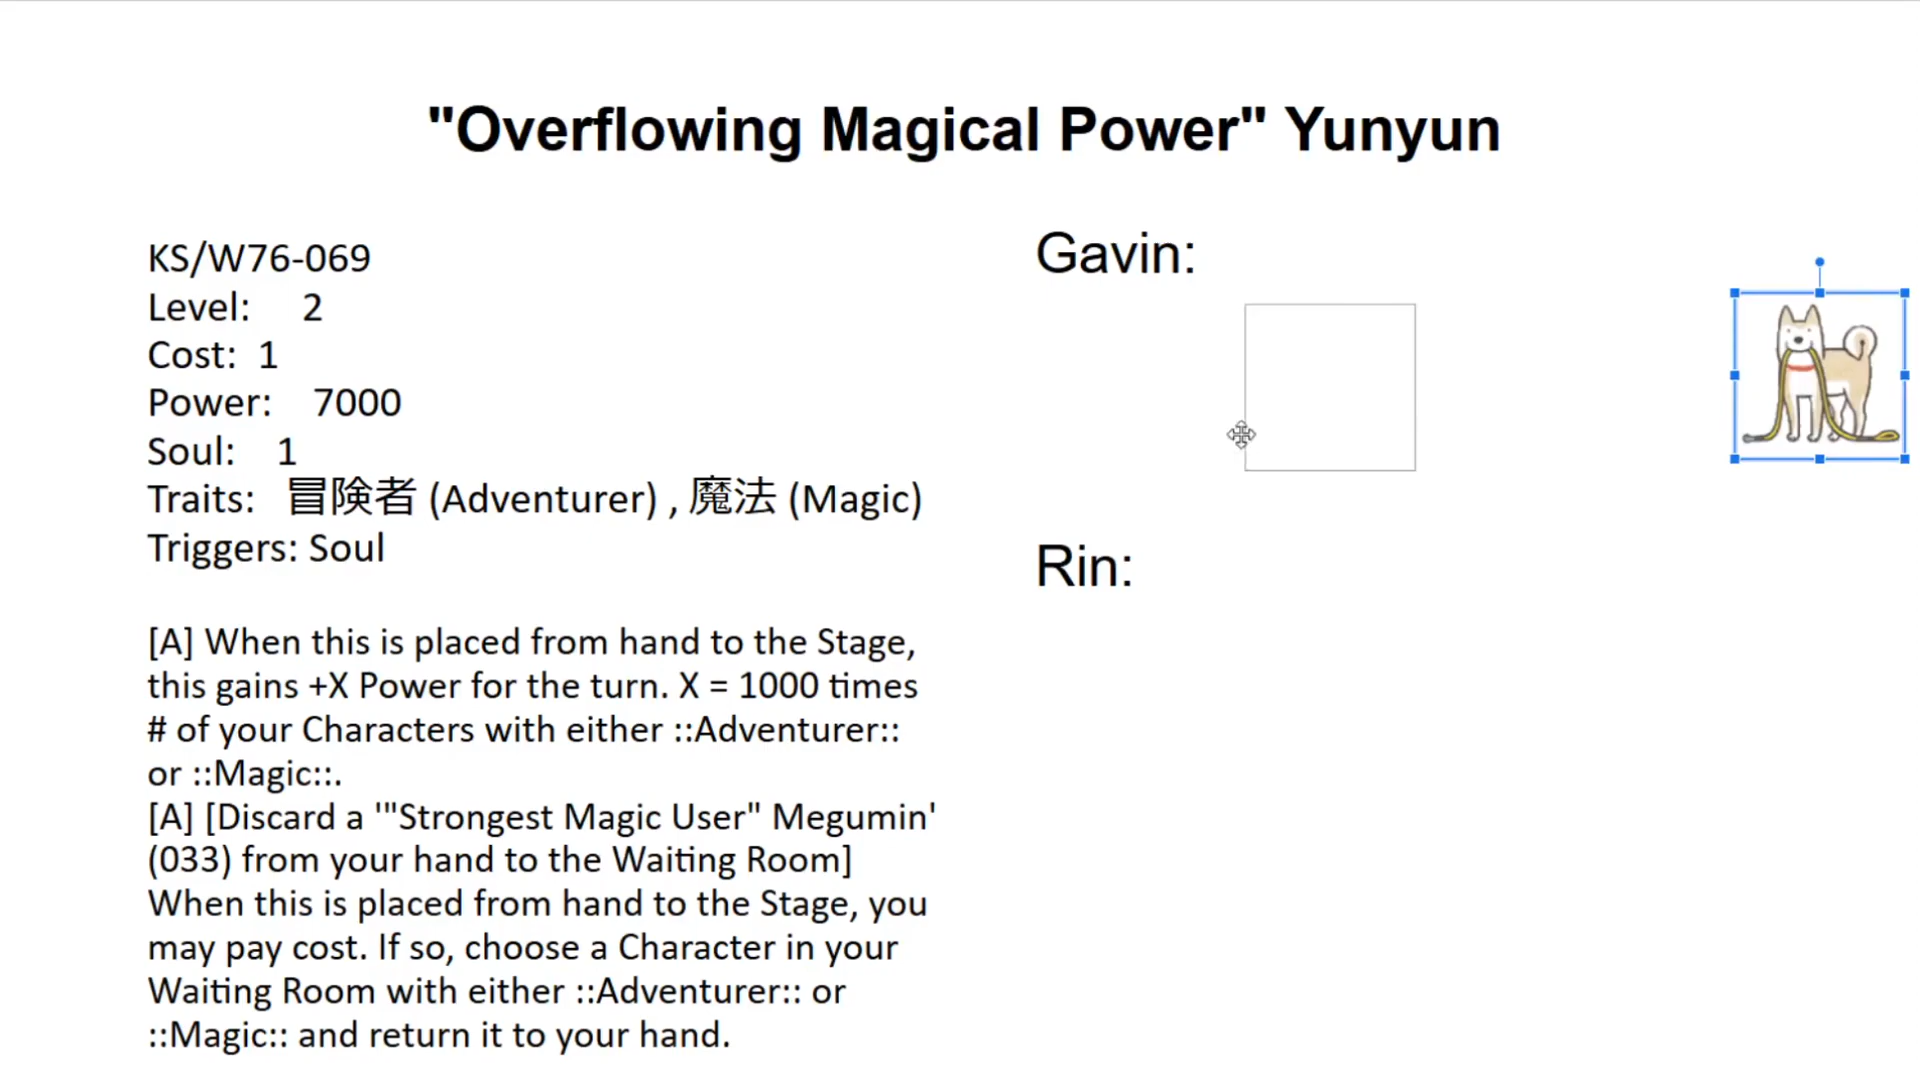 "Overflowing Magical Power" Yunyun
KS/W76-069
Level: 2
Cost: 1
Power: 7000
Soul: 1
Traits: 冒険者 (Adventurer) , 魔法 (Magic)
Triggers: Soul
[A] When this is placed from hand to the Stage,
this gains +X Power for the turn. X = 1000 times
# of your Characters with either ::Adventurer::
or ::Magic::.
[A] [Discard a '"Strongest Magic User" Megumin'
(033) from your hand to the Waiting Room]
When this is placed from hand to the Stage, you
may pay cost. If so, choose a Character in your
Waiting Room with either ::Adventurer:: or
::Magic:: and return it to your hand.
Gavin:
Rin: